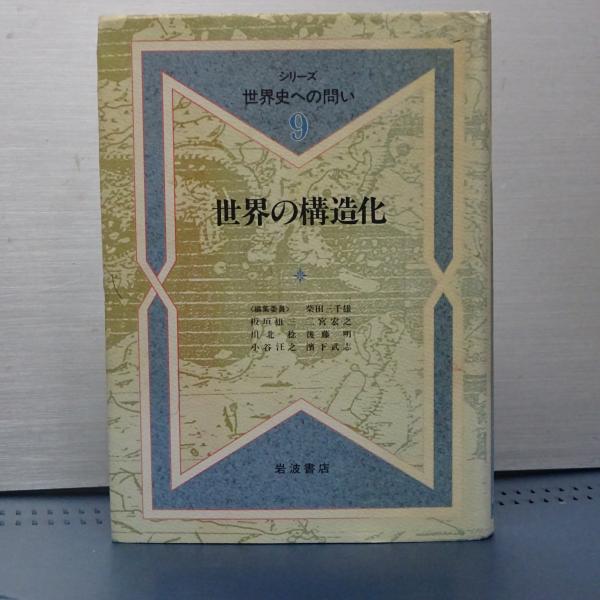 シリーズ
世界史への問い
9
世界の構造化
〈編集委員〉 柴田三千雄
板垣雄三 二宮宏之
川北稔 後藤明
小谷汪之 濱下武志
岩波書店